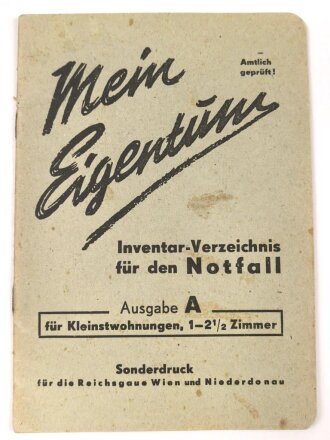 Amtlich
geprüft!
Mein
Eigentum
Inventar-Verzeichnis
für den Notfall
Ausgabe A
für Kleinstwohnungen, 1–2½ Zimmer
Sonderdruck
für die Reichsgaue Wien und Niederdonau